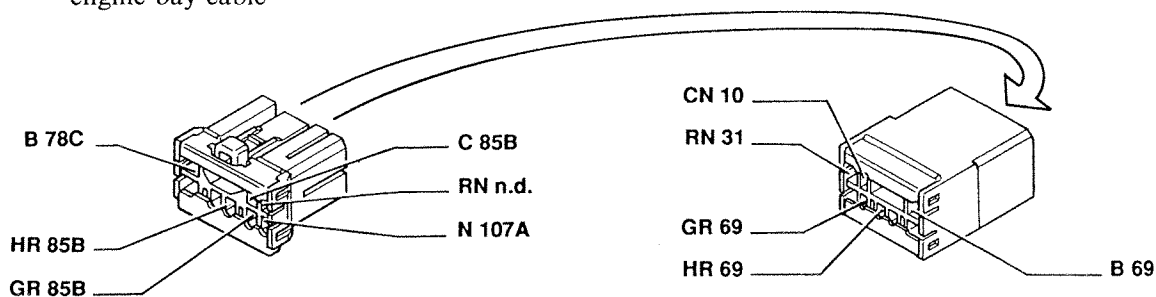 engine bay cable
B 78C
C 85B
RN n.d.
N 107A
HR 85B
GR 85B
CN 10
RN 31
GR 69
HR 69
B 69